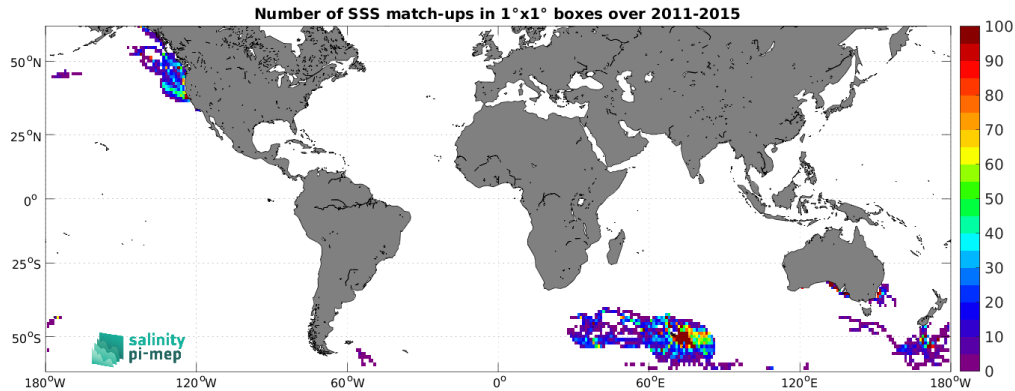 Number of SSS match-ups in 1°x1° boxes over 2011-2015
50°N
25°N
0°
25°S
50°S
180°W
120°W
60°W
0°
60°E
120°E
180°W
100
90
80
70
60
50
40
30
20
10
0
salinity
pi-mep